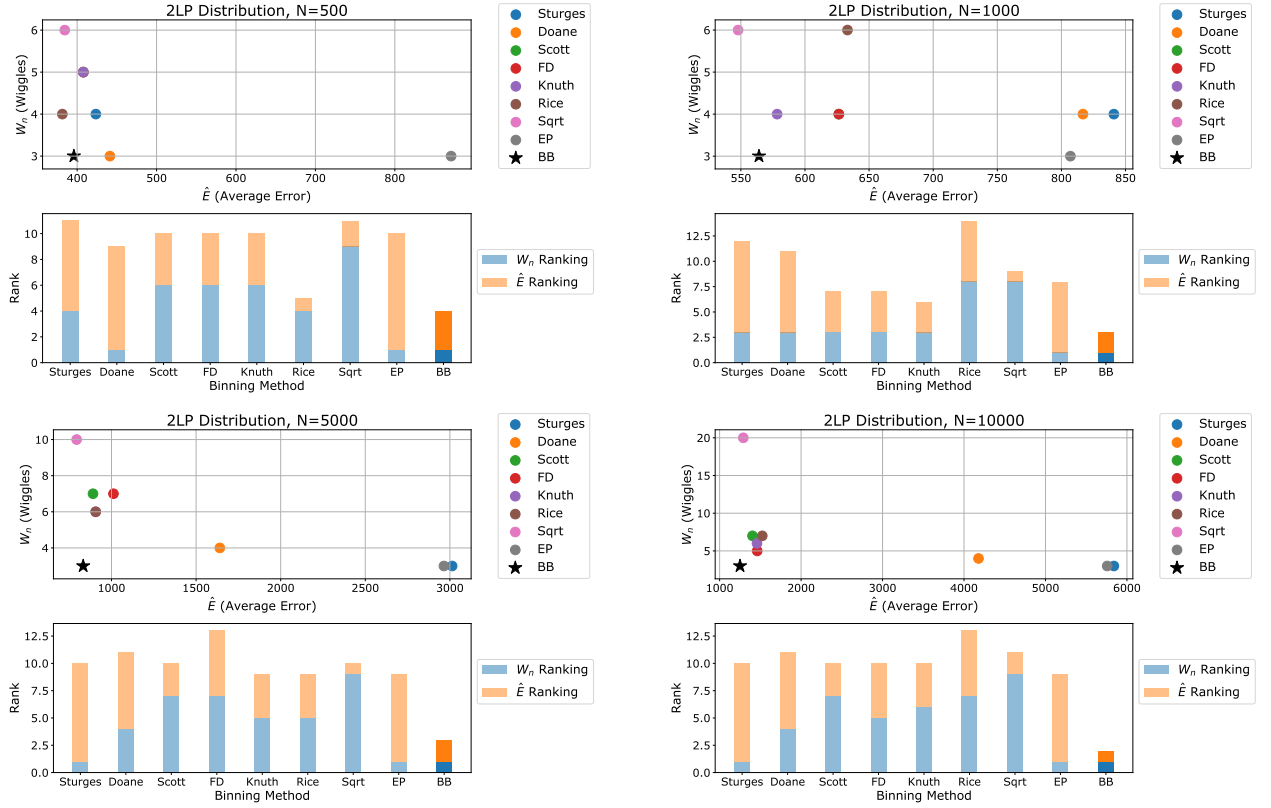 2LP Distribution, N=500
6
5
4
3
W_n (Wiggles)
400 500 600 700 800
Ê (Average Error)
Sturges
Doane
Scott
FD
Knuth
Rice
Sqrt
EP
BB
10
8
6
4
2
0
Rank
Sturges Doane Scott FD Knuth Rice Sqrt EP BB
Binning Method
W_n Ranking
Ê Ranking
2LP Distribution, N=1000
6
5
4
3
W_n (Wiggles)
550 600 650 700 750 800 850
Ê (Average Error)
Sturges
Doane
Scott
FD
Knuth
Rice
Sqrt
EP
BB
12.5
10.0
7.5
5.0
2.5
0.0
Rank
Sturges Doane Scott FD Knuth Rice Sqrt EP BB
Binning Method
W_n Ranking
Ê Ranking
2LP Distribution, N=5000
10
8
6
4
W_n (Wiggles)
1000 1500 2000 2500 3000
Ê (Average Error)
Sturges
Doane
Scott
FD
Knuth
Rice
Sqrt
EP
BB
12.5
10.0
7.5
5.0
2.5
0.0
Rank
Sturges Doane Scott FD Knuth Rice Sqrt EP BB
Binning Method
W_n Ranking
Ê Ranking
2LP Distribution, N=10000
20
15
10
5
W_n (Wiggles)
1000 2000 3000 4000 5000 6000
Ê (Average Error)
Sturges
Doane
Scott
FD
Knuth
Rice
Sqrt
EP
BB
12.5
10.0
7.5
5.0
2.5
0.0
Rank
Sturges Doane Scott FD Knuth Rice Sqrt EP BB
Binning Method
W_n Ranking
Ê Ranking